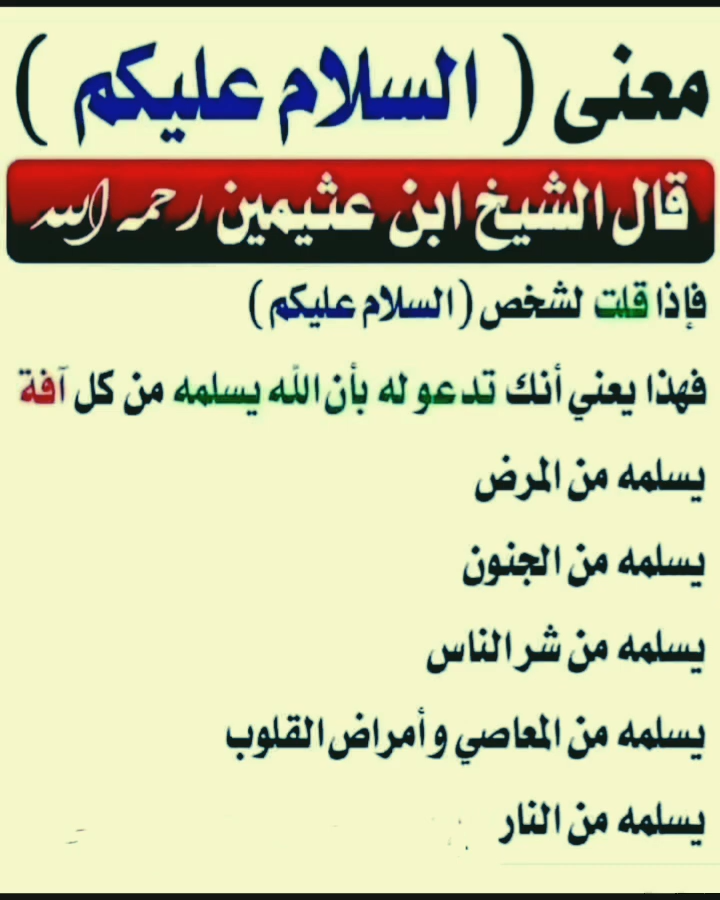 معنى ( السلام عليكم )
قال الشيخ ابن عثيمين رحمه الله
فإذا قلت لشخص (السلام عليكم)
فهذا يعني أنك تدعو له بأن الله يسلمه من كل آفة
يسلمه من المرض
يسلمه من الجنون
يسلمه من شر الناس
يسلمه من المعاصي وأمراض القلوب
يسلمه من النار